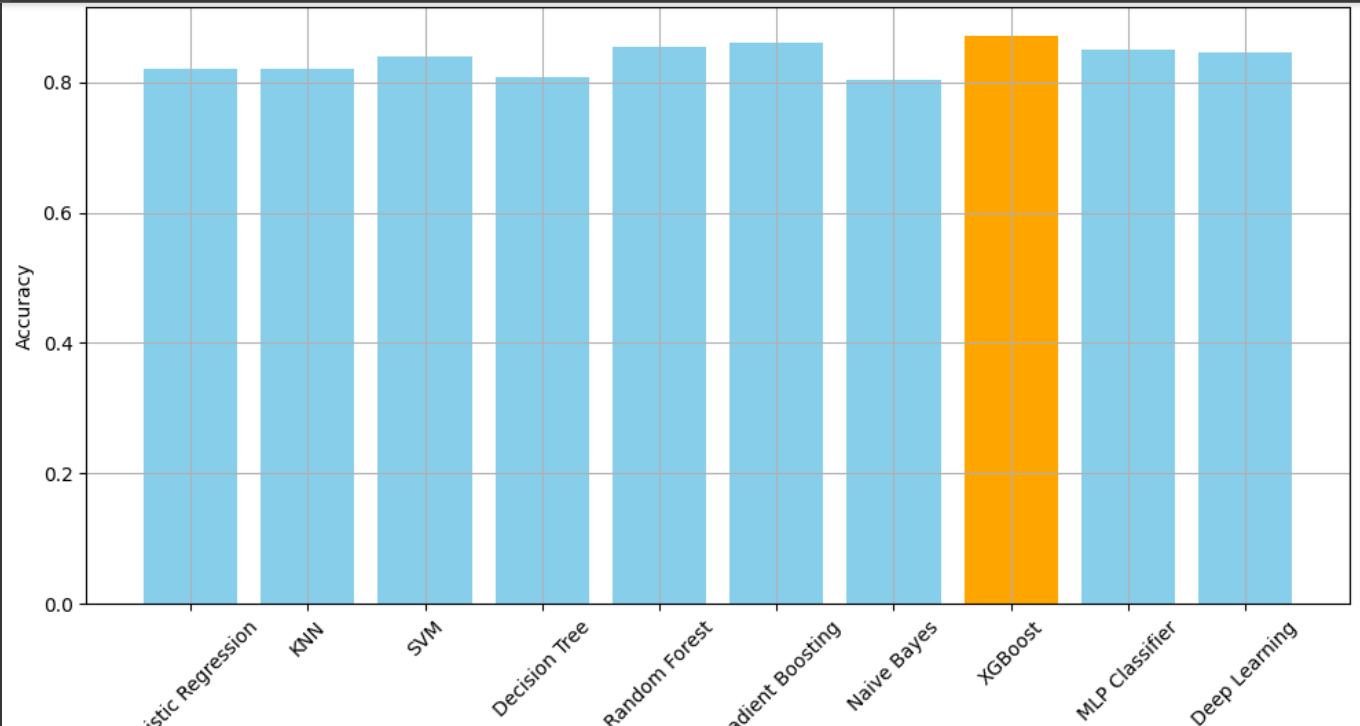 Accuracy
0.8
0.6
0.4
0.2
0.0
istic Regression
KNN
SVM
Decision Tree
Random Forest
adient Boosting
Naive Bayes
XGBoost
MLP Classifier
Deep Learning